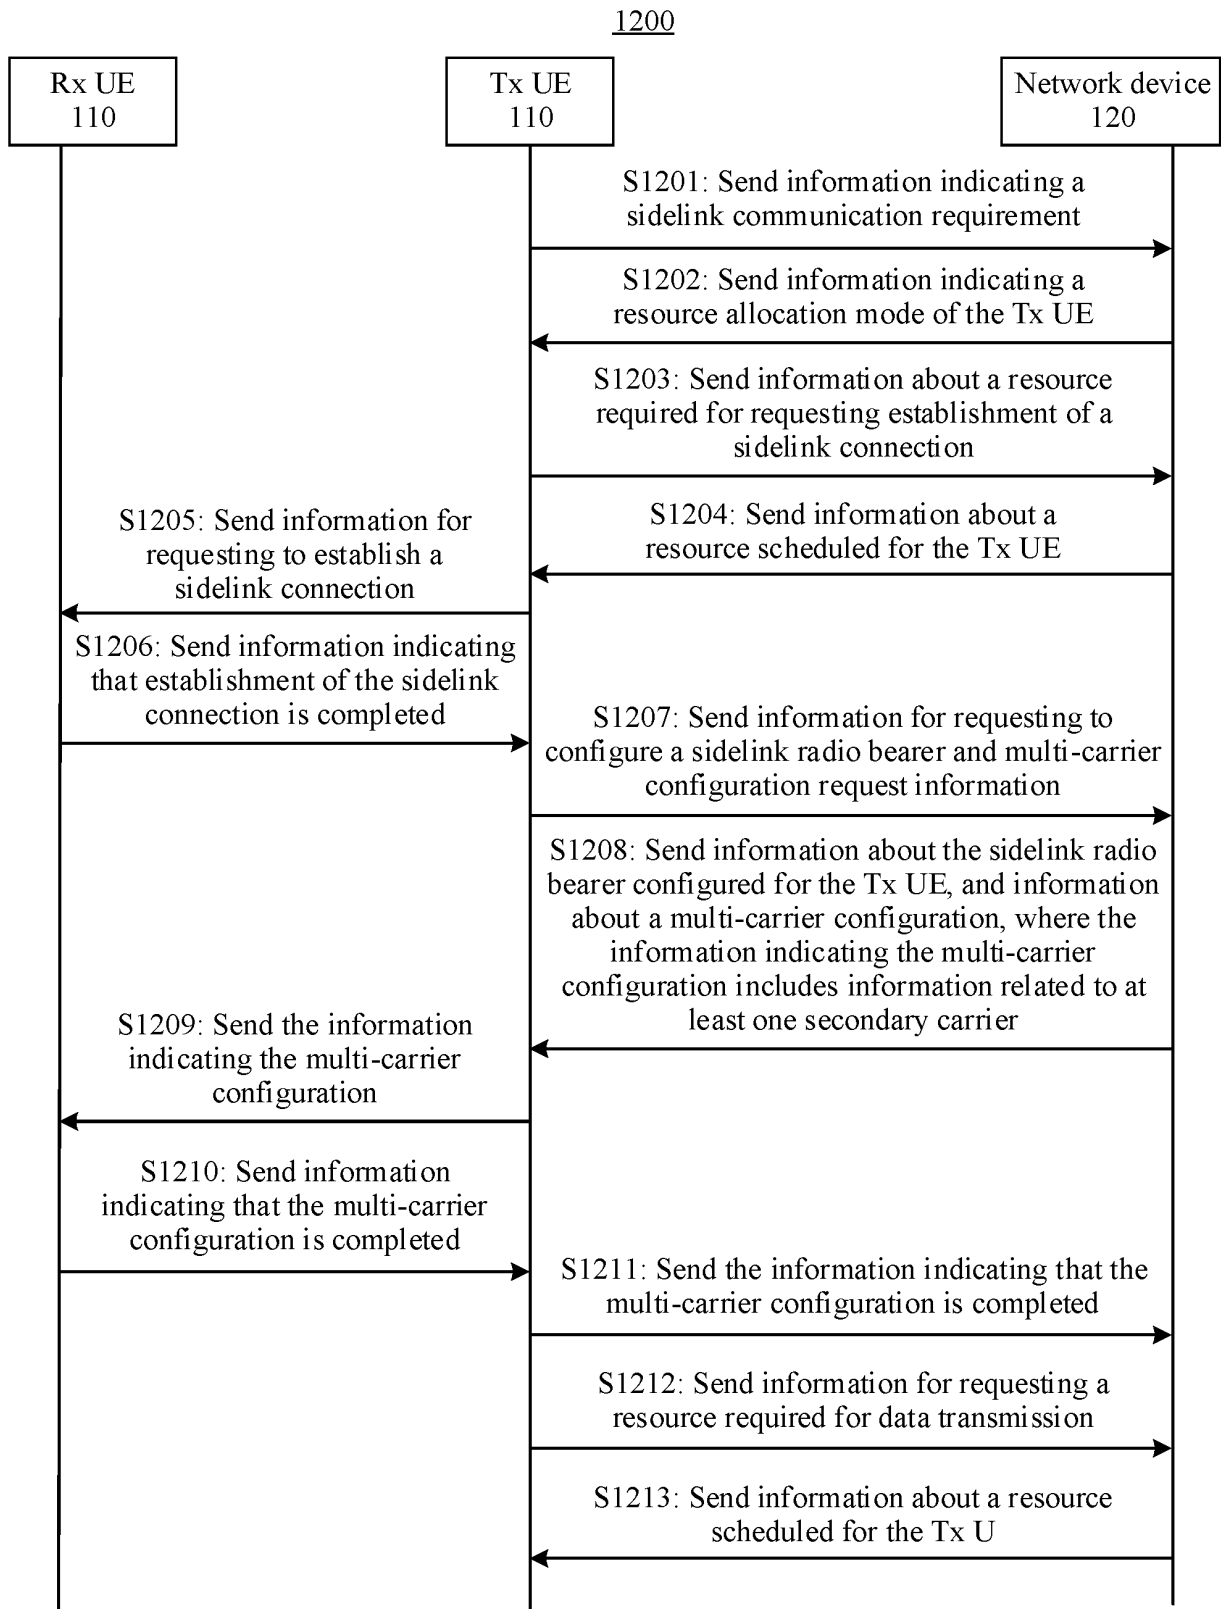 1200
Rx UE
110
Tx UE
110
Network device
120
S1201: Send information indicating a
sidelink communication requirement
S1202: Send information indicating a
resource allocation mode of the Tx UE
S1203: Send information about a resource
required for requesting establishment of a
sidelink connection
S1204: Send information about a
resource scheduled for the Tx UE
S1205: Send information for
requesting to establish a
sidelink connection
S1206: Send information indicating
that establishment of the sidelink
connection is completed
S1207: Send information for requesting to
configure a sidelink radio bearer and multi-carrier
configuration request information
S1208: Send information about the sidelink radio
bearer configured for the Tx UE, and information
about a multi-carrier configuration, where the
information indicating the multi-carrier
configuration includes information related to at
least one secondary carrier
S1209: Send the information
indicating the multi-carrier
configuration
S1210: Send information
indicating that the multi-carrier
configuration is completed
S1211: Send the information indicating that the
multi-carrier configuration is completed
S1212: Send information for requesting a
resource required for data transmission
S1213: Send information about a resource
scheduled for the Tx U